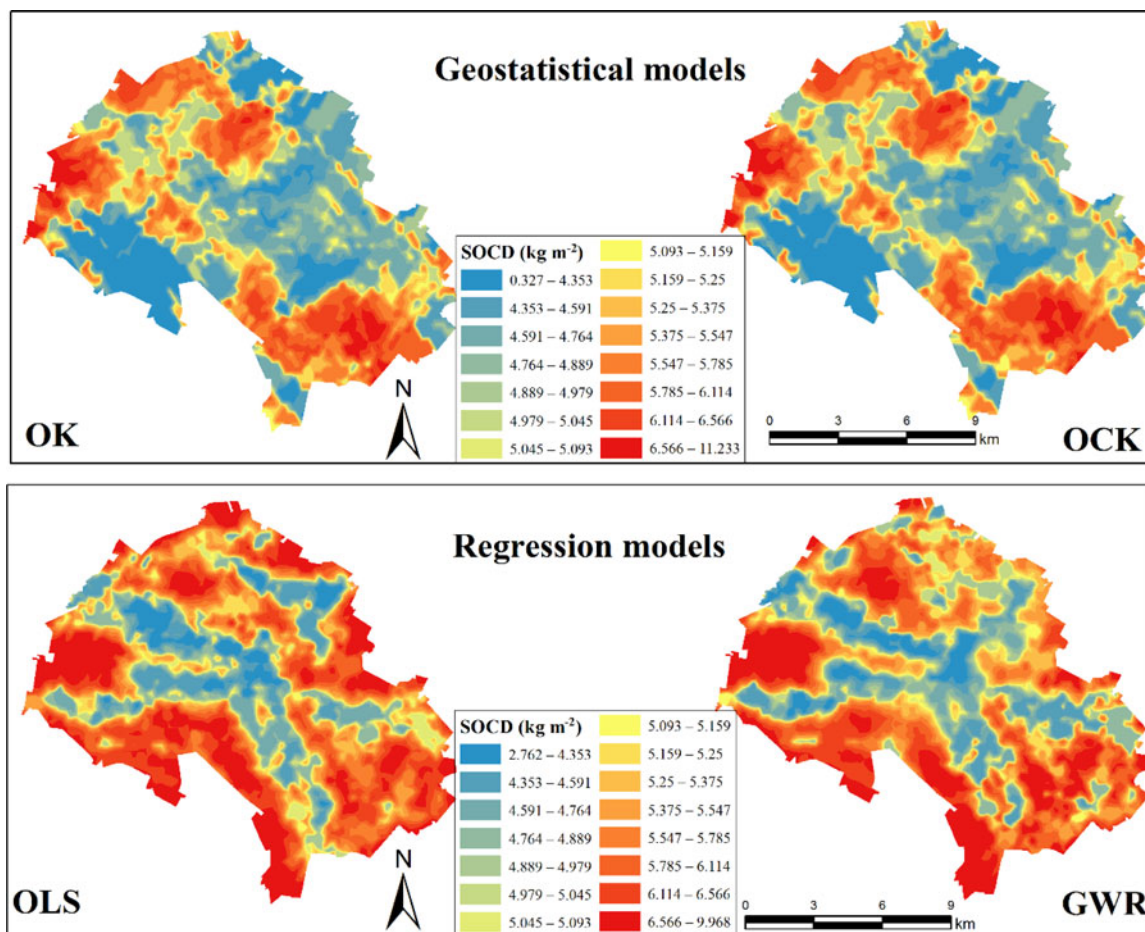 Geostatistical models
SOCD (kg m⁻²)
0.327 – 4.353
4.353 – 4.591
4.591 – 4.764
4.764 – 4.889
4.889 – 4.979
4.979 – 5.045
5.045 – 5.093
5.093 – 5.159
5.159 – 5.25
5.25 – 5.375
5.375 – 5.547
5.547 – 5.785
5.785 – 6.114
6.114 – 6.566
6.566 – 11.233
OK
N
0 3 6 9
km
OCK
Regression models
SOCD (kg m⁻²)
2.762 – 4.353
4.353 – 4.591
4.591 – 4.764
4.764 – 4.889
4.889 – 4.979
4.979 – 5.045
5.045 – 5.093
5.093 – 5.159
5.159 – 5.25
5.25 – 5.375
5.375 – 5.547
5.547 – 5.785
5.785 – 6.114
6.114 – 6.566
6.566 – 9.968
OLS
N
0 3 6 9
km
GWR